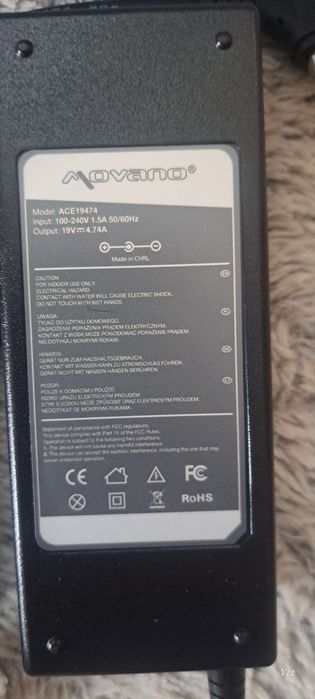 movano®
Model: ACE19474
Input: 100-240V 1.5A 50/60Hz
Output: 19V⎓4.74A
Made in CNRL
CAUTION
FOR INDOOR USE ONLY.
ELECTRICAL HAZARD.
CONTACT WITH WATER WILL CAUSE ELECTRIC SHOCK.
DO NOT TOUCH WITH WET HANDS.
UWAGA:
TYLKO DO UŻYTKU DOMOWEGO.
ZAGROŻENIE PORAŻENIA PRĄDEM ELEKTRYCZNYM.
KONTAKT Z WODĄ MOŻE POWODOWAĆ PORAŻENIE PRĄDEM.
NIE DOTYKAJ MOKRYMI RĘKAMI.
HINWEIS:
GERÄT NUR ZUM HAUSHALTSGEBRAUCH.
KONTAKT MIT WASSER KANN ZU STROMSCHLAG FÜHREN.
GERÄT NICHT MIT NASSEN HÄNDEN BERÜHREN.
POZOR:
POUZE K DOMÁCÍMU POUŽITÍ.
RIZIKO ÚRAZU ELEKTRICKÝM PROUDEM
STYK S VODOU MŮŽE ZPŮSOBIT ÚRAZ ELEKTRICKÝM PROUDEM
NEDOTÝKAT SE MOKRÝMA RUKAMA.
Statement of compliance with FCC regulations.
This device complies with Part 15 of the FCC Rules.
Operation is subject to the following two conditions:
1. The device will not cause any harmful interference.
2. The device can accept the exoteric interference, including the one that may
cause undesired operation.
CE FC
RoHS
Yzz